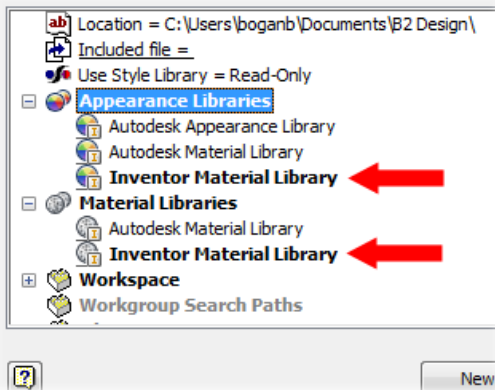 ab Location = C:\Users\boganb\Documents\B2 Design\
Included file =
Use Style Library = Read-Only
Appearance Libraries
Autodesk Appearance Library
Autodesk Material Library
Inventor Material Library
Material Libraries
Autodesk Material Library
Inventor Material Library
Workspace
Workgroup Search Paths
? New